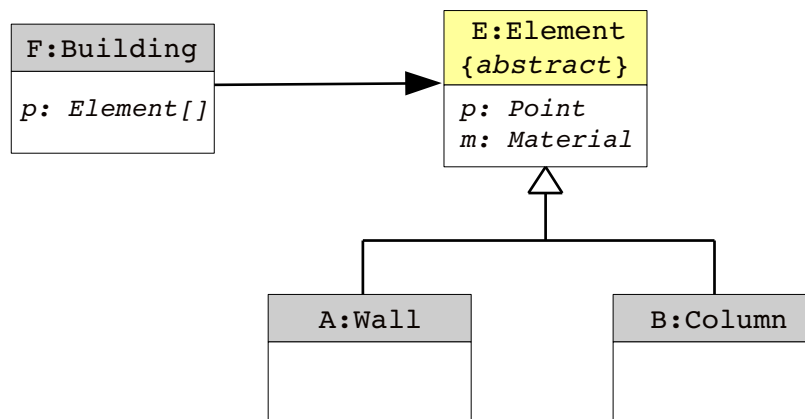 F:Building
p: Element[]
E:Element
{abstract}
p: Point
m: Material
A:Wall
B:Column